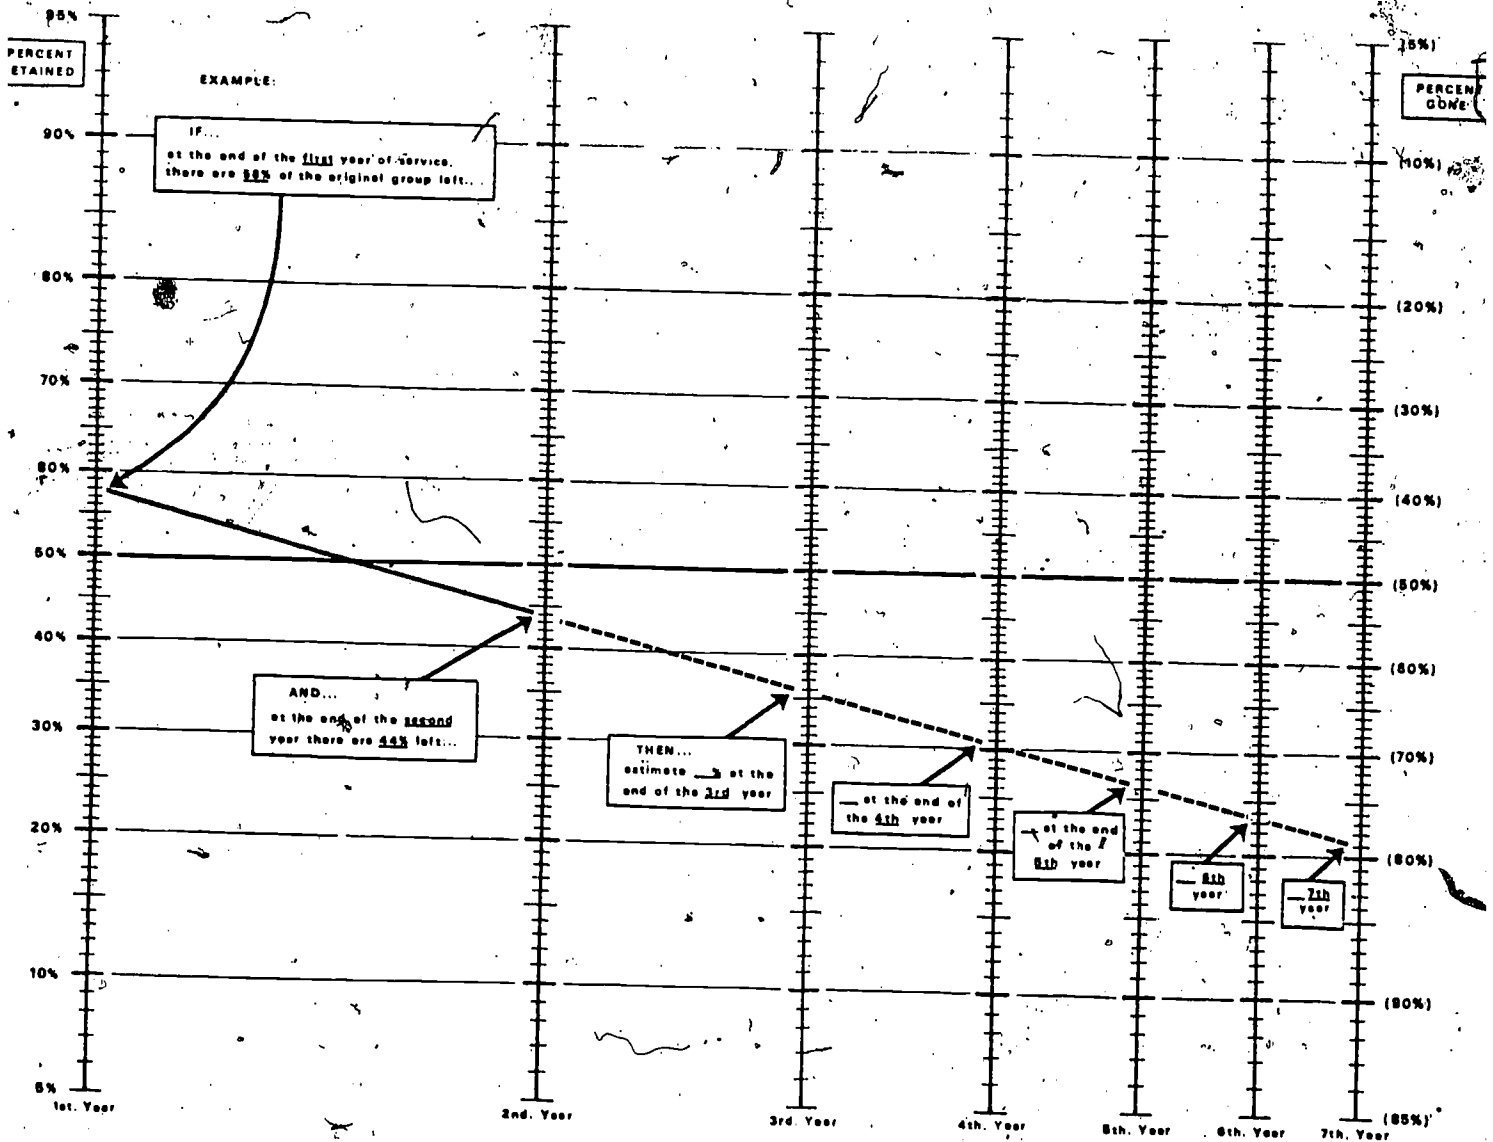 95%
PERCENT
ETAINED
EXAMPLE:
IF...
at the end of the first year of service,
there are 58% of the original group left...
90%
80%
70%
60%
50%
40%
30%
20%
10%
5%
AND...
at the end of the second
year there are 44% left...
THEN...
estimate __% at the
end of the 3rd year
__ at the end of
the 4th year
__ at the end
of the
5th year
__ 6th
year
__ 7th
year
(5%)
PERCENT
GONE
(10%)
(20%)
(30%)
(40%)
(50%)
(60%)
(70%)
(80%)
(90%)
(95%)
1st. Year
2nd. Year
3rd. Year
4th. Year
5th. Year
6th. Year
7th. Year